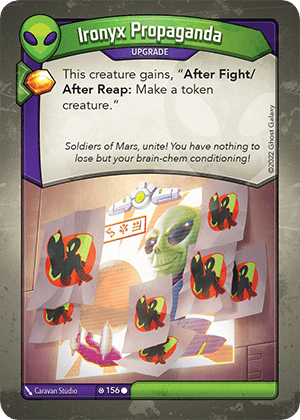 Ironyx Propaganda
UPGRADE
This creature gains, “After Fight/
After Reap: Make a token
creature.”
Soldiers of Mars, unite! You have nothing to
lose but your brain-chem conditioning!
©2022 Ghost Galaxy
Caravan Studio
156